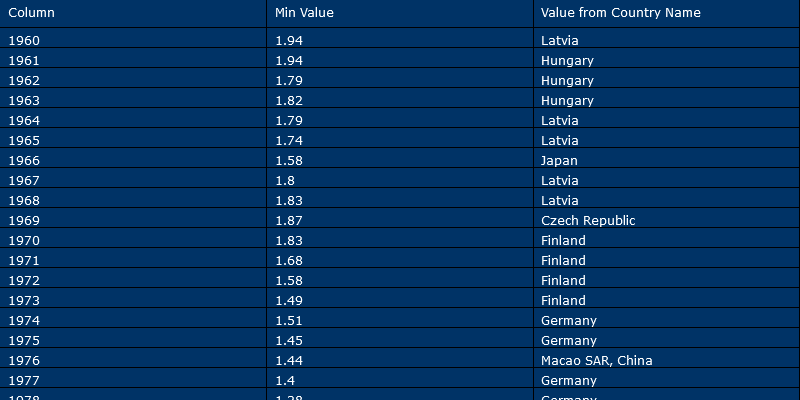 Column Min Value Value from Country Name
1960 1.94 Latvia
1961 1.94 Hungary
1962 1.79 Hungary
1963 1.82 Hungary
1964 1.79 Latvia
1965 1.74 Latvia
1966 1.58 Japan
1967 1.8 Latvia
1968 1.83 Latvia
1969 1.87 Czech Republic
1970 1.83 Finland
1971 1.68 Finland
1972 1.58 Finland
1973 1.49 Finland
1974 1.51 Germany
1975 1.45 Germany
1976 1.44 Macao SAR, China
1977 1.4 Germany
1978 1.38 Germany